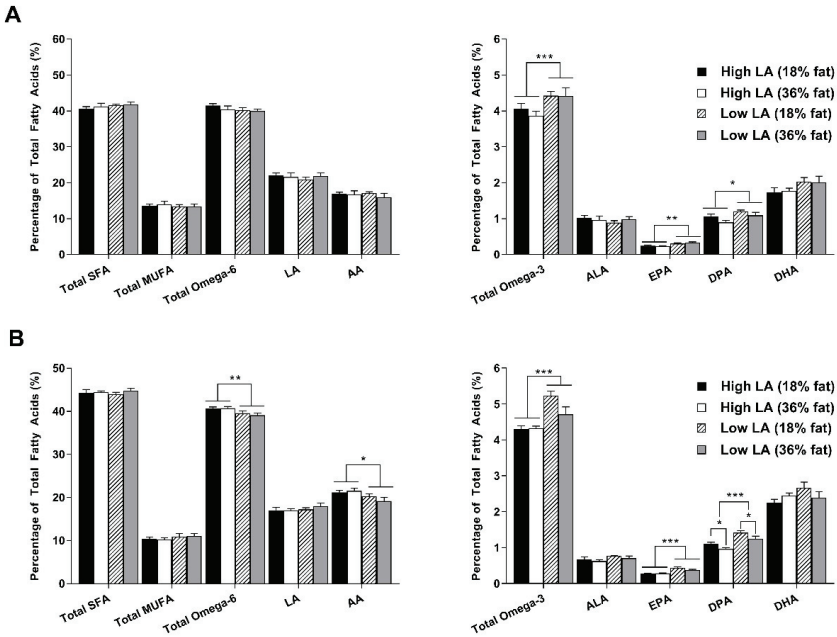 A
Percentage of Total Fatty Acids (%)
60
50
40
30
20
10
0
Total SFA
Total MUFA
Total Omega-6
LA
AA
Percentage of Total Fatty Acids (%)
6
5
4
3
2
1
0
***
**
*
Total Omega-3
ALA
EPA
DPA
DHA
High LA (18% fat)
High LA (36% fat)
Low LA (18% fat)
Low LA (36% fat)
B
Percentage of Total Fatty Acids (%)
50
40
30
20
10
0
**
*
Total SFA
Total MUFA
Total Omega-6
LA
AA
Percentage of Total Fatty Acids (%)
6
5
4
3
2
1
0
***
***
***
*
*
Total Omega-3
ALA
EPA
DPA
DHA
High LA (18% fat)
High LA (36% fat)
Low LA (18% fat)
Low LA (36% fat)